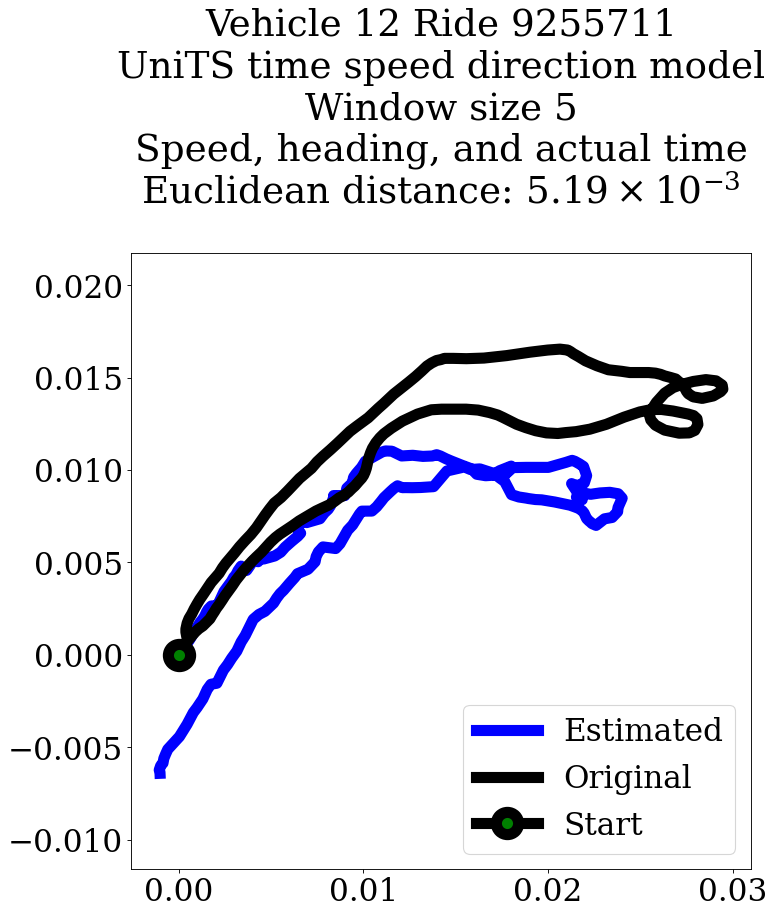 Vehicle 12 Ride 9255711
UniTS time speed direction model
Window size 5
Speed, heading, and actual time
Euclidean distance: 5.19 × 10⁻³
0.020
0.015
0.010
0.005
0.000
−0.005
−0.010
0.00 0.01 0.02 0.03
Estimated
Original
Start